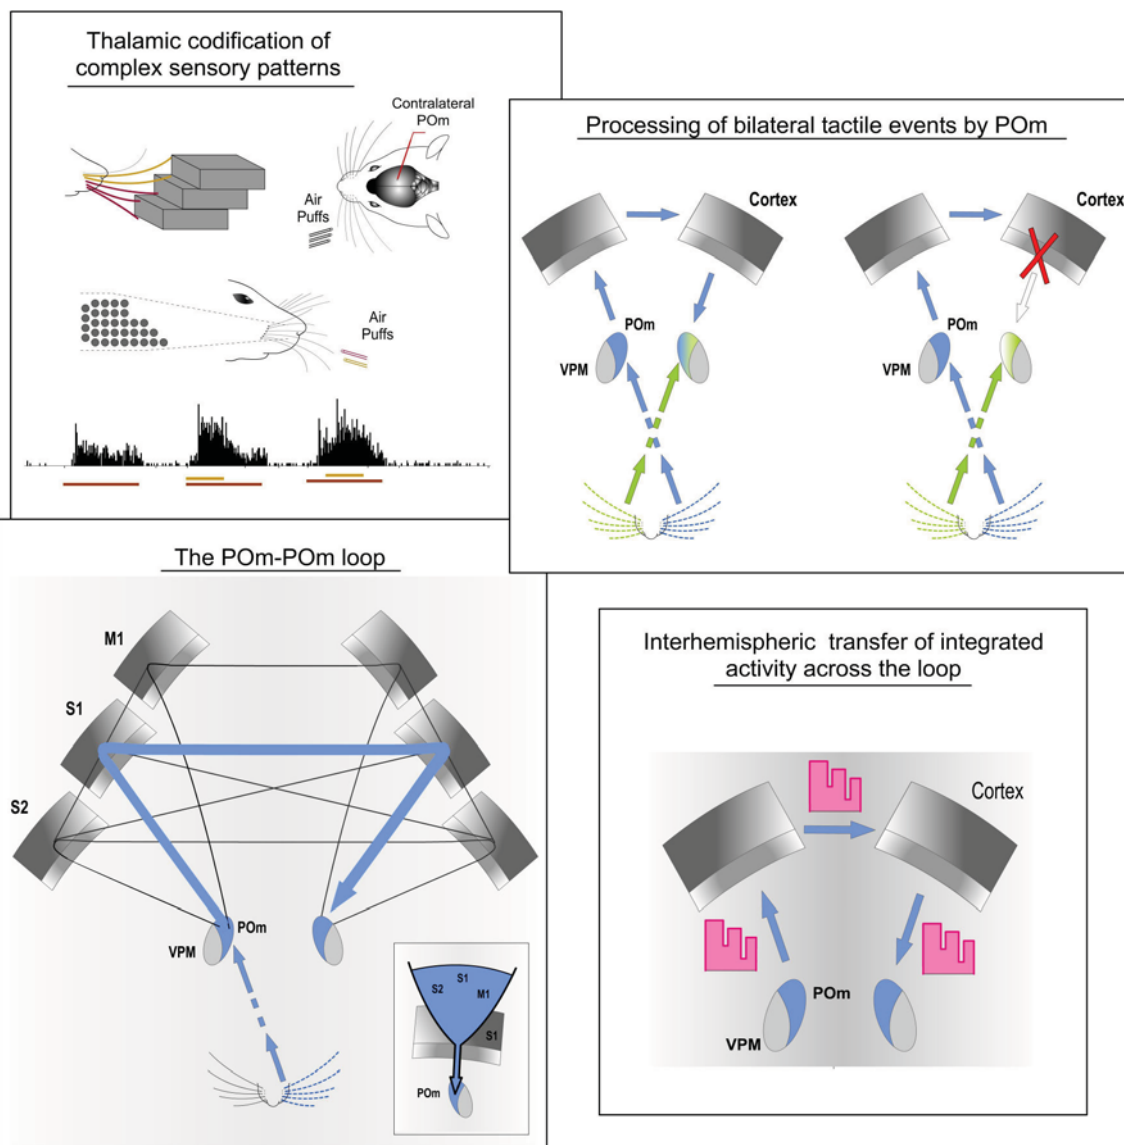 Thalamic codification of
complex sensory patterns
Contralateral
POm
Air
Puffs
Air
Puffs
Processing of bilateral tactile events by POm
Cortex
POm
VPM
Cortex
POm
VPM
The POm-POm loop
M1
S1
S2
POm
VPM
S1
S2
M1
S1
POm
Interhemispheric transfer of integrated
activity across the loop
Cortex
POm
VPM